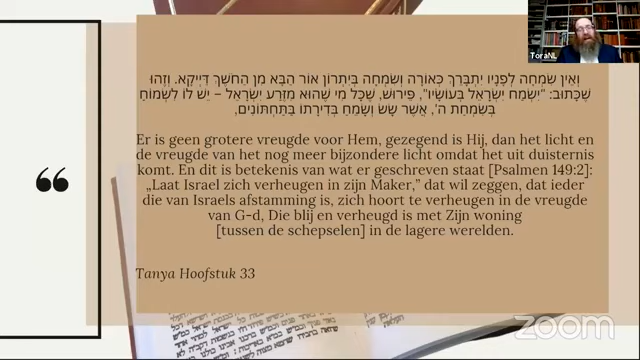 וְאֵין שִׂמְחָה לְפָנָיו יִתְבָּרֵךְ כְּאוֹרָה וְשִׂמְחָה בְּיִתְרוֹן אוֹר הַבָּא מִן הַחֹשֶׁךְ דַּיְיקָא. וְזֶהוּ
שֶׁכָּתוּב: "יִשְׂמַח יִשְׂרָאֵל בְּעוֹשָׂיו", פֵּירוּשׁ, שֶׁכָּל מִי שֶׁהוּא מִזֶּרַע יִשְׂרָאֵל – יֵשׁ לוֹ לִשְׂמוֹחַ
בְּשִׂמְחַת ה', אֲשֶׁר שָׂשׂ וְשָׂמֵחַ בְּדִירָתוֹ בַּתַּחְתּוֹנִים,
Er is geen grotere vreugde voor Hem, gezegend is Hij, dan het licht en
de vreugde van het nog meer bijzondere licht omdat het uit duisternis
komt. En dit is betekenis van wat er geschreven staat [Psalmen 149:2]:
„Laat Israel zich verheugen in zijn Maker,” dat wil zeggen, dat ieder
die van Israels afstamming is, zich hoort te verheugen in de vreugde
van G-d, Die blij en verheugd is met Zijn woning
[tussen de schepselen] in de lagere werelden.
Tanya Hoofstuk 33
ToraNL
zoom